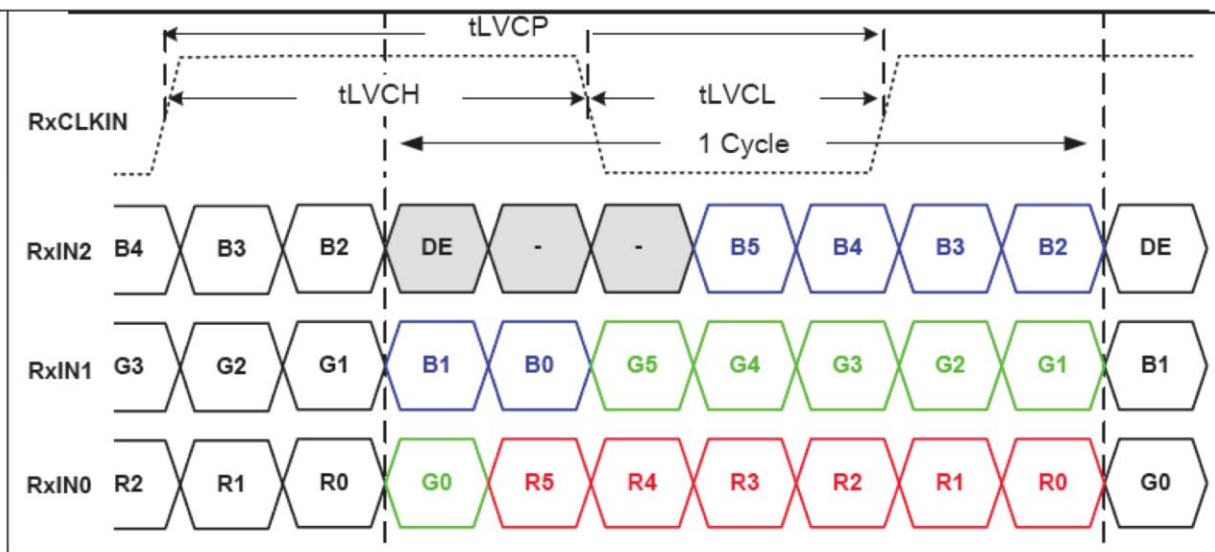 tLVCP
tLVCH tLVCL
RxCLKIN
1 Cycle
RxIN2 B4 B3 B2 DE - - B5 B4 B3 B2 DE
RxIN1 G3 G2 G1 B1 B0 G5 G4 G3 G2 G1 B1
RxIN0 R2 R1 R0 G0 R5 R4 R3 R2 R1 R0 G0